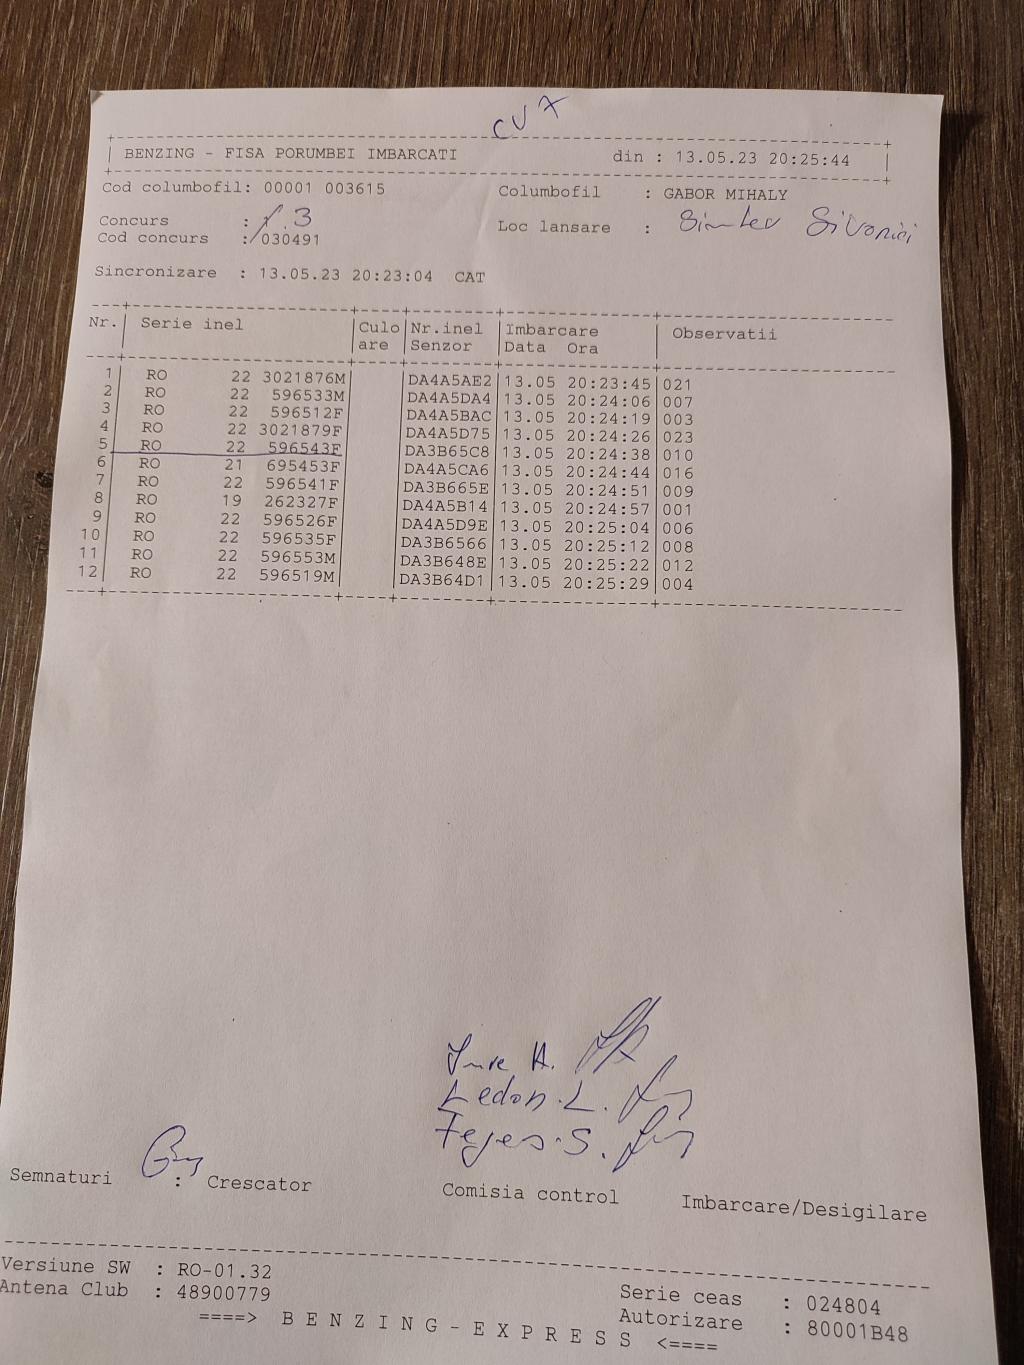 CU 7
BENZING - FISA PORUMBEI IMBARCATI din : 13.05.23 20:25:44
Cod columbofil: 00001 003615 Columbofil : GABOR MIHALY
Concurs : 3 Loc lansare : Simleu Silvaniei
Cod concurs : 030491
Sincronizare : 13.05.23 20:23:04 CAT
Nr. Serie inel Culo Nr.inel Imbarcare Observatii
are Senzor Data Ora
1 RO 22 3021876M DA4A5AE2 13.05 20:23:45 021
2 RO 22 596533M DA4A5DA4 13.05 20:24:06 007
3 RO 22 596512F DA4A5BAC 13.05 20:24:19 003
4 RO 22 3021879F DA4A5D75 13.05 20:24:26 023
5 RO 22 596543F DA3B65C8 13.05 20:24:38 010
6 RO 21 695453F DA4A5CA6 13.05 20:24:44 016
7 RO 22 596541F DA3B665E 13.05 20:24:51 009
8 RO 19 262327F DA4A5B14 13.05 20:24:57 001
9 RO 22 596526F DA4A5D9E 13.05 20:25:04 006
10 RO 22 596535F DA3B6566 13.05 20:25:12 008
11 RO 22 596553M DA3B648E 13.05 20:25:22 012
12 RO 22 596519M DA3B64D1 13.05 20:25:29 004
Imre A.
Ledon. L.
Fejes. S.
Semnaturi : Crescator Comisia control Imbarcare/Desigilare
Versiune SW : RO-01.32 Serie ceas : 024804
Antena Club : 48900779 Autorizare : 80001B48
====> B E N Z I N G - E X P R E S S <====